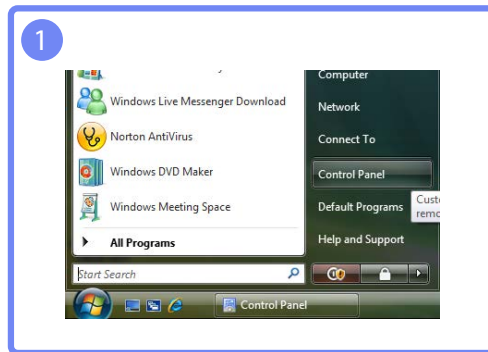 1
Computer
Windows Live Messenger Download
Network
Norton AntiVirus
Connect To
Windows DVD Maker
Control Panel
Windows Meeting Space
Default Programs
All Programs
Help and Support
Start Search
Control Panel